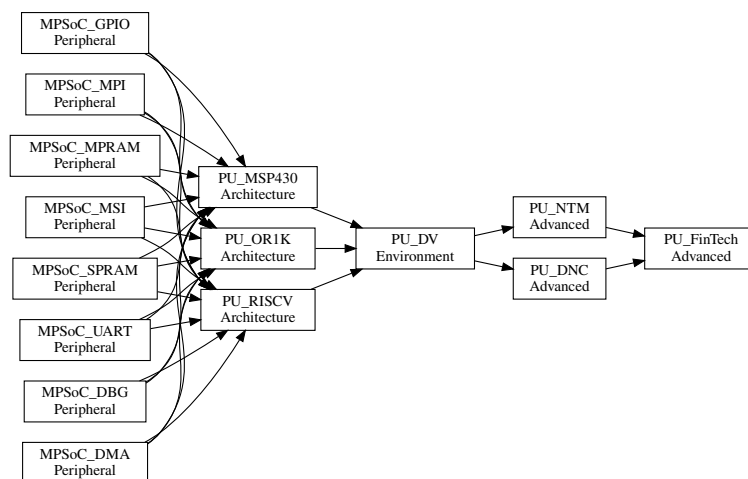 MPSoC_GPIO
Peripheral
MPSoC_MPI
Peripheral
MPSoC_MPRAM
Peripheral
MPSoC_MSI
Peripheral
MPSoC_SPRAM
Peripheral
MPSoC_UART
Peripheral
MPSoC_DBG
Peripheral
MPSoC_DMA
Peripheral
PU_MSP430
Architecture
PU_OR1K
Architecture
PU_RISCV
Architecture
PU_DV
Environment
PU_NTM
Advanced
PU_DNC
Advanced
PU_FinTech
Advanced